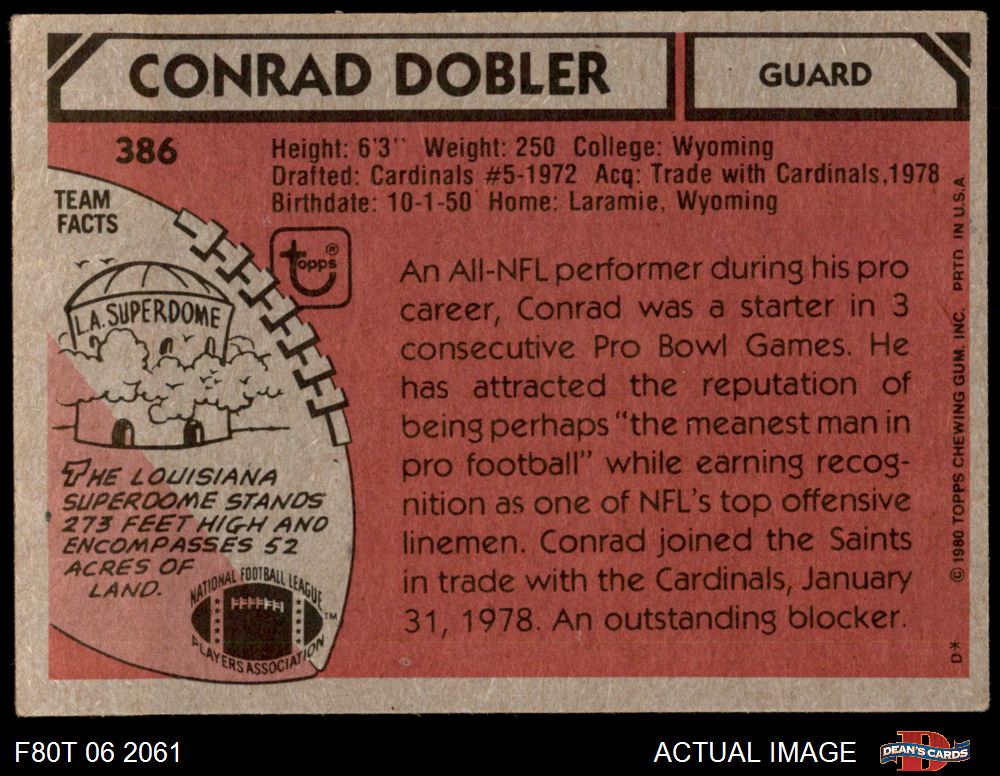 CONRAD DOBLER
GUARD
386
Height: 6'3" Weight: 250 College: Wyoming
Drafted: Cardinals #5-1972 Acq: Trade with Cardinals, 1978
Birthdate: 10-1-50 Home: Laramie, Wyoming
TEAM
FACTS
topps®
L.A. SUPERDOME
THE LOUISIANA
SUPERDOME STANDS
273 FEET HIGH AND
ENCOMPASSES 52
ACRES OF
LAND.
NATIONAL FOOTBALL LEAGUE
PLAYERS ASSOCIATION
TM
An All-NFL performer during his pro
career, Conrad was a starter in 3
consecutive Pro Bowl Games. He
has attracted the reputation of
being perhaps "the meanest man in
pro football" while earning recog-
nition as one of NFL's top offensive
linemen. Conrad joined the Saints
in trade with the Cardinals, January
31, 1978. An outstanding blocker.
© 1980 TOPPS CHEWING GUM, INC. PRTD IN U.S.A.
D*
F80T 06 2061
ACTUAL IMAGE
DEAN'S CARDS